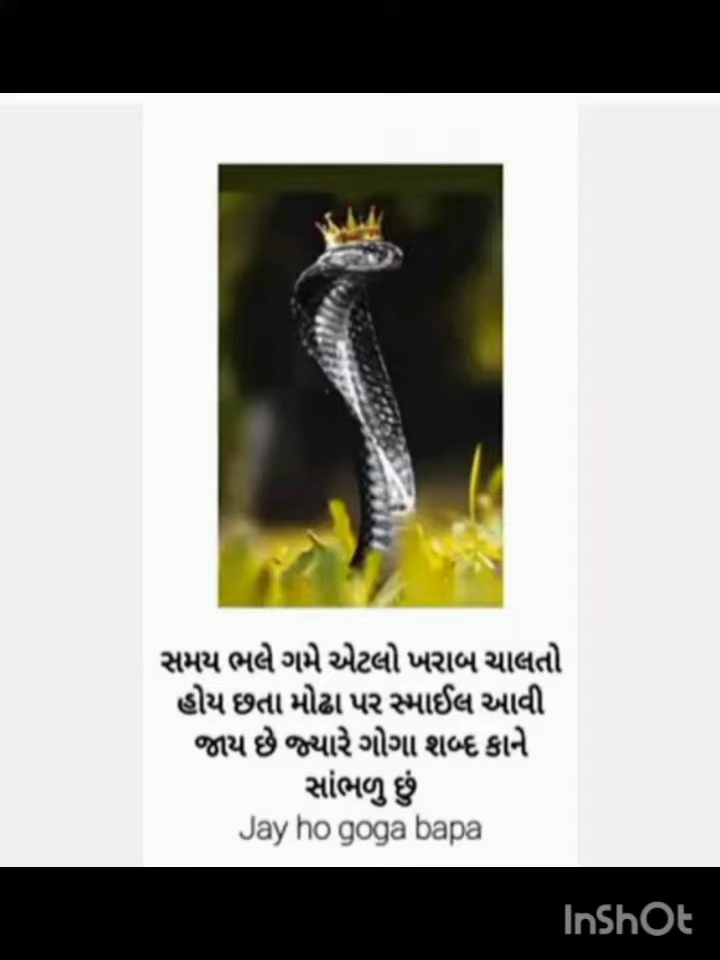 સમય ભલે ગમે એટલો ખરાબ ચાલતો
હોય છતા મોઢા પર સ્માઈલ આવી
જાય છે જ્યારે ગોગા શબ્દ કાને
સાંભળુ છું
Jay ho goga bapa
InShOt